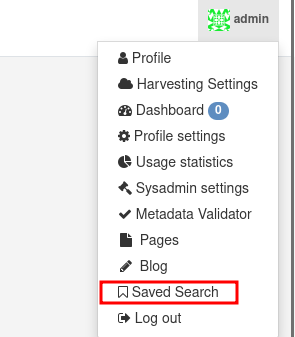 admin
Profile
Harvesting Settings
Dashboard 0
Profile settings
Usage statistics
Sysadmin settings
Metadata Validator
Pages
Blog
Saved Search
Log out